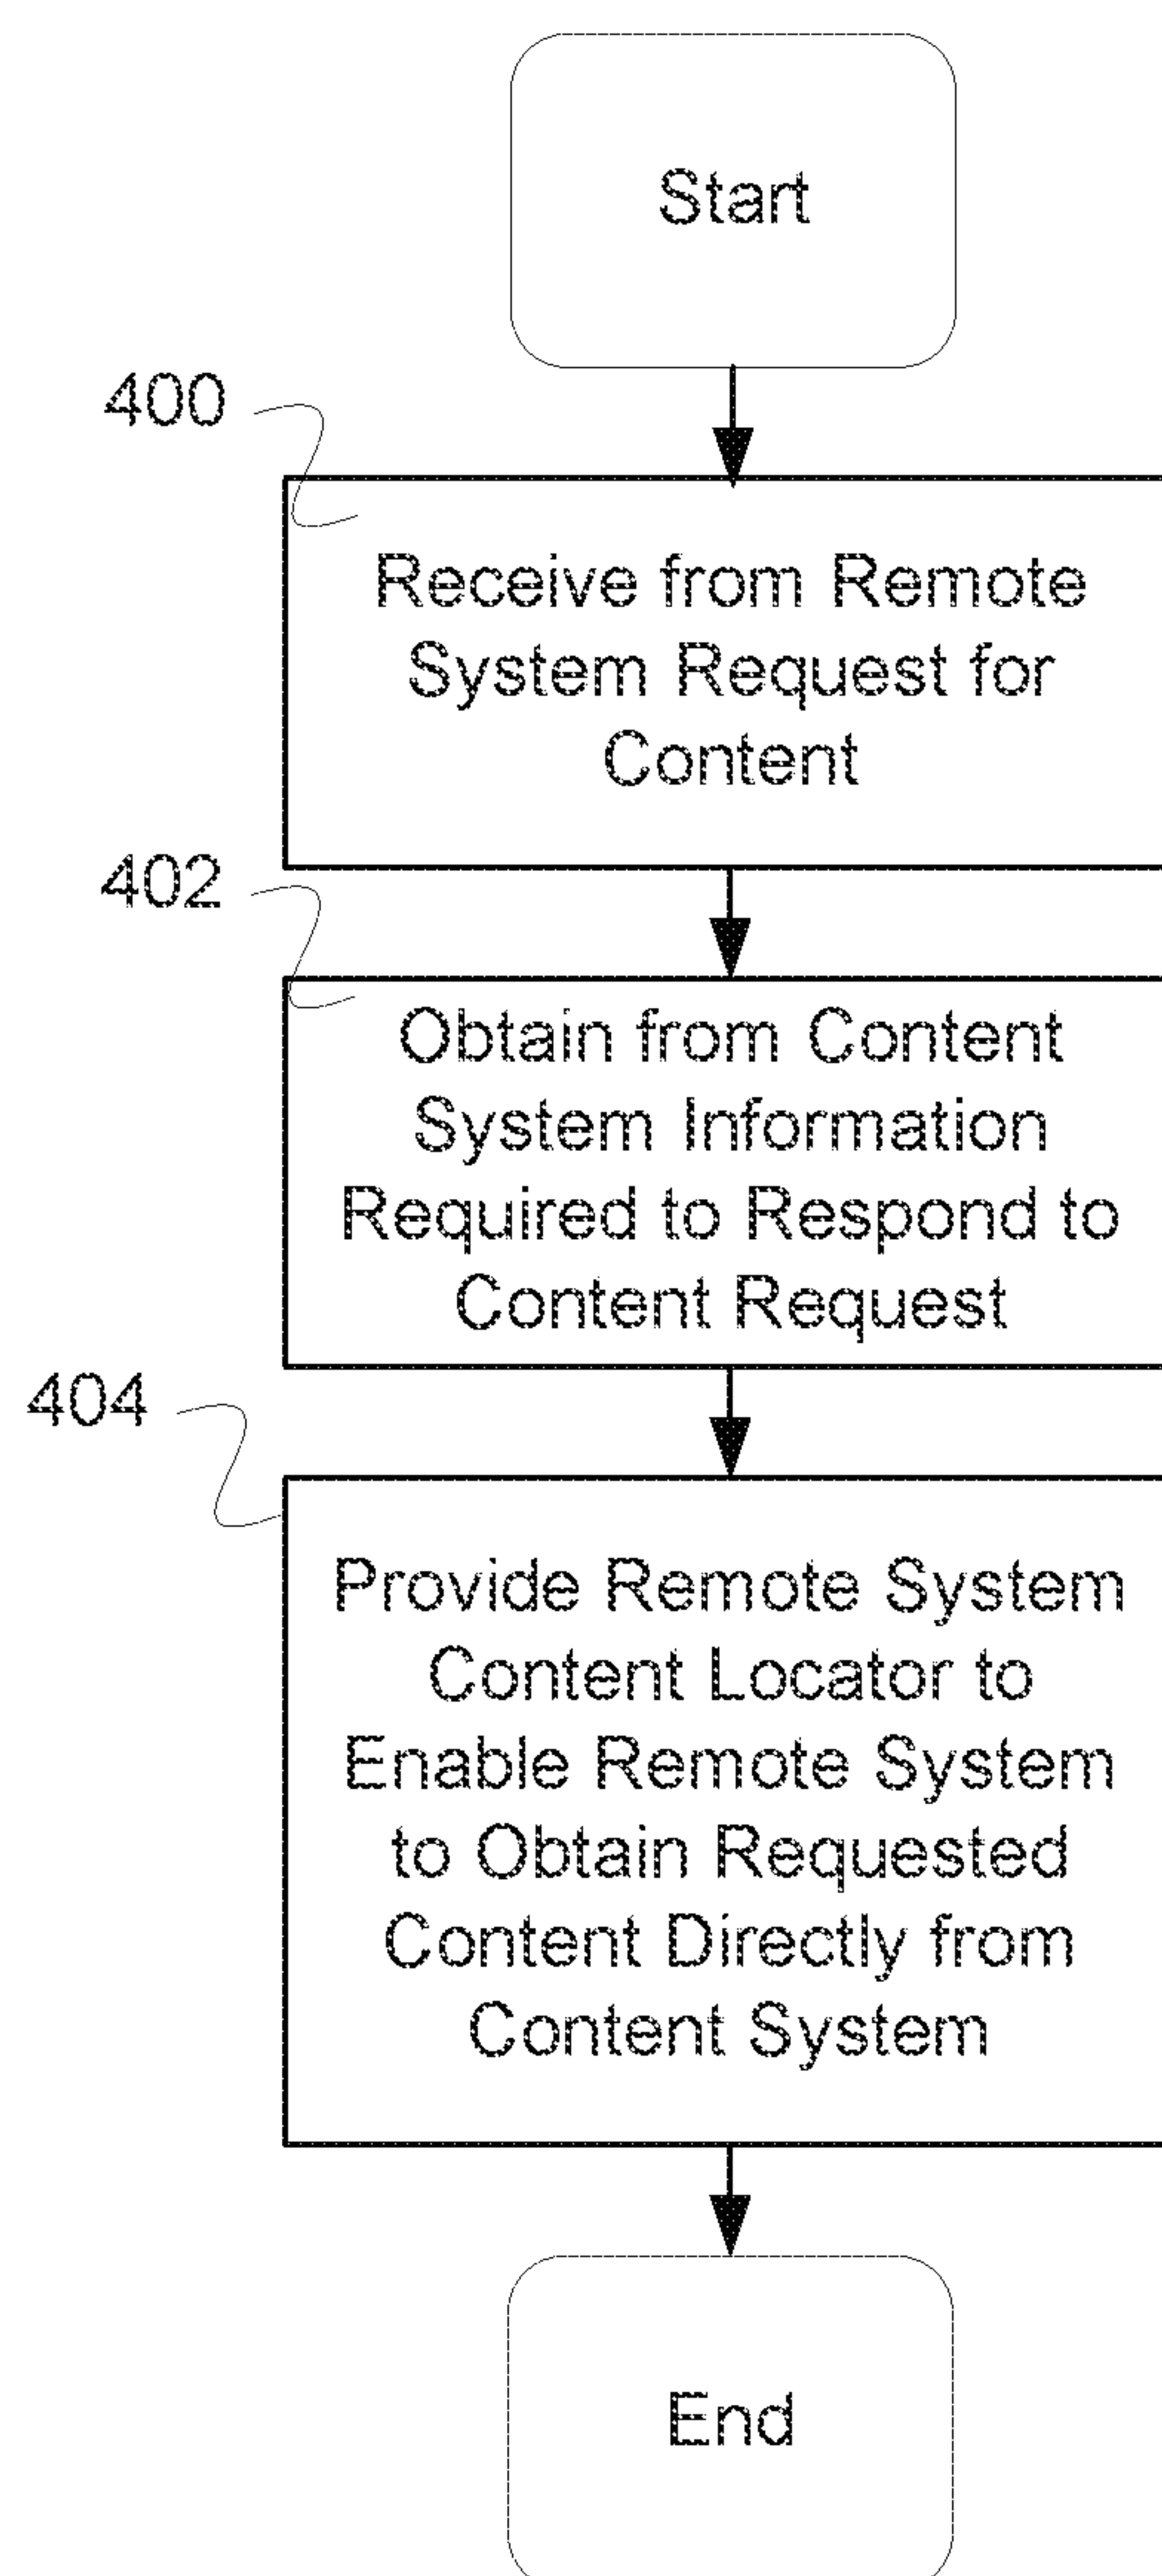 Start
400
Receive from Remote
System Request for
Content
402
Obtain from Content
System Information
Required to Respond to
Content Request
404
Provide Remote System
Content Locator to
Enable Remote System
to Obtain Requested
Content Directly from
Content System
End